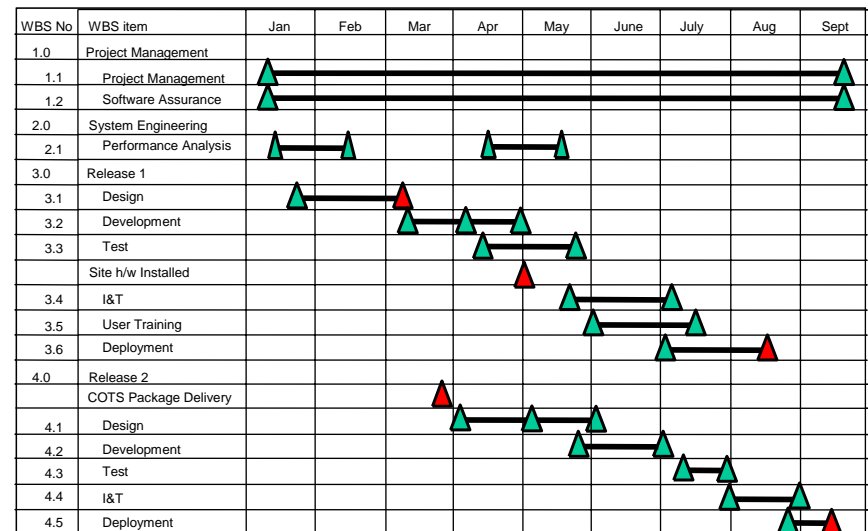 WBS No WBS item Jan Feb Mar Apr May June July Aug Sept
1.0 Project Management
1.1 Project Management
1.2 Software Assurance
2.0 System Engineering
2.1 Performance Analysis
3.0 Release 1
3.1 Design
3.2 Development
3.3 Test
Site h/w Installed
3.4 I&T
3.5 User Training
3.6 Deployment
4.0 Release 2
COTS Package Delivery
4.1 Design
4.2 Development
4.3 Test
4.4 I&T
4.5 Deployment